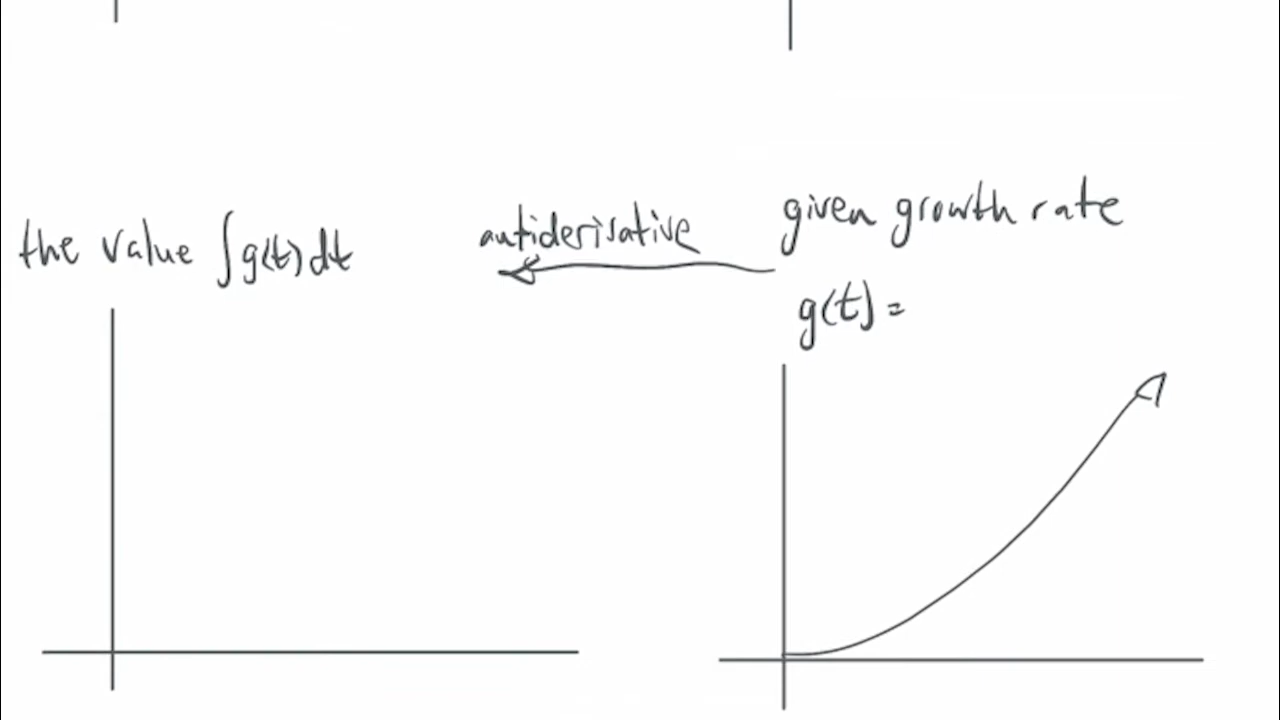 the value ∫g(t)dt
antiderivative
given growth rate
g(t)=